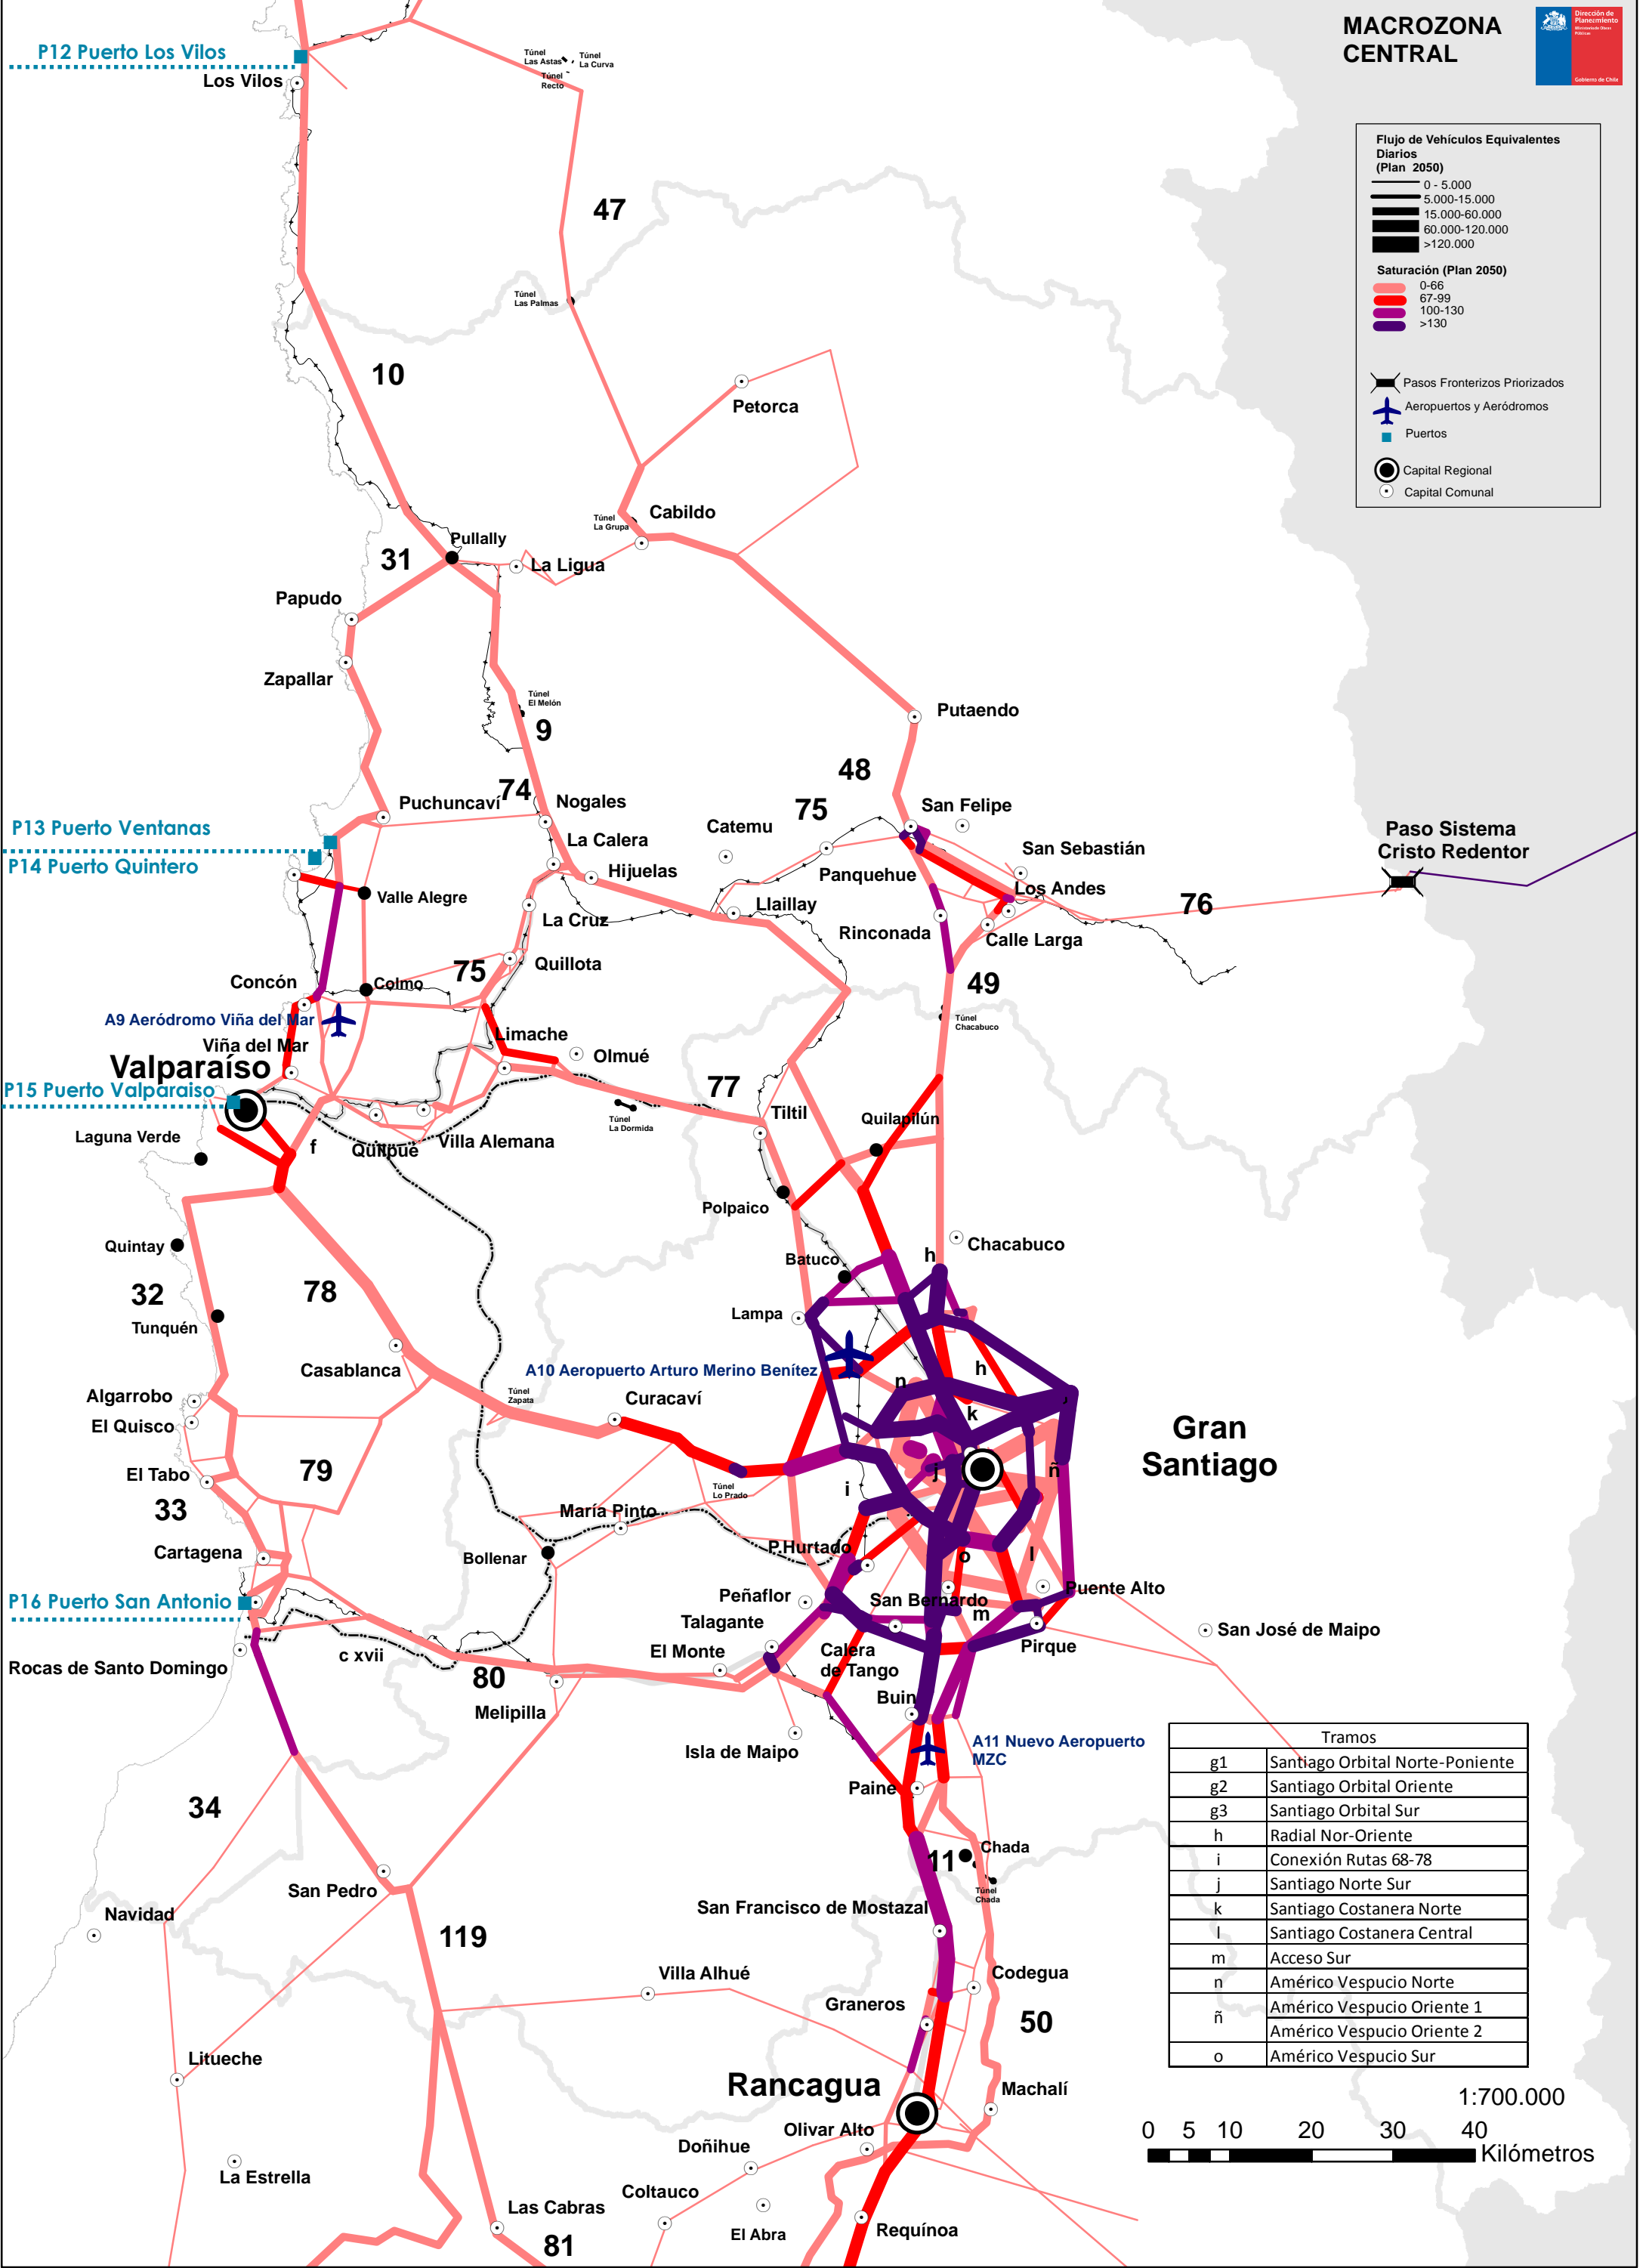 MACROZONA
CENTRAL
Dirección de
Planeamiento
Gobierno de Chile
Flujo de Vehículos Equivalentes
Diarios
(Plan 2050)
0 - 5.000
5.000-15.000
15.000-60.000
60.000-120.000
>120.000
Saturación (Plan 2050)
0-66
67-99
100-130
>130
Pasos Fronterizos Priorizados
Aeropuertos y Aeródromos
Puertos
Capital Regional
Capital Comunal
P12 Puerto Los Vilos
Los Vilos
Túnel
Las Astas
Túnel
La Curva
Túnel
Recto
47
Túnel
Las Palmas
10
Petorca
Túnel
La Grupa
Cabildo
Pullally
31
La Ligua
Papudo
Zapallar
Túnel
El Melón
9
Putaendo
48
74
75
Puchuncaví
Nogales
San Felipe
P13 Puerto Ventanas
La Calera
Catemu
Paso Sistema
Cristo Redentor
P14 Puerto Quintero
Hijuelas
Panquehue
San Sebastián
Valle Alegre
Los Andes
La Cruz
Llaillay
76
Rinconada
Calle Larga
Quillota
75
Concón
Colmo
49
A9 Aeródromo Viña del Mar
Túnel
Chacabuco
Limache
Viña del Mar
Olmué
Valparaíso
77
P15 Puerto Valparaiso
Túnel
La Dormida
Tiltil
Quilapilún
Laguna Verde
f
Quilpue
Villa Alemana
Polpaico
Quintay
Chacabuco
h
Batuco
32
78
Lampa
Tunquén
Casablanca
A10 Aeropuerto Arturo Merino Benítez
h
n
Algarrobo
Túnel
Zapata
Curacaví
k
El Quisco
Gran
Santiago
El Tabo
79
j
ñ
Túnel
Lo Prado
i
33
María Pinto
Cartagena
Bollenar
P.Hurtado
o
l
P16 Puerto San Antonio
Peñaflor
San Bernardo
Puente Alto
m
Talagante
San José de Maipo
Rocas de Santo Domingo
c xvii
El Monte
Calera
de Tango
Pirque
80
Melipilla
Buin
Isla de Maipo
A11 Nuevo Aeropuerto
MZC
Paine
34
Chada
11
Túnel
Chada
San Pedro
San Francisco de Mostazal
Navidad
119
Villa Alhué
Codegua
Graneros
50
Litueche
Rancagua
Machalí
Olivar Alto
Doñihue
La Estrella
Coltauco
Las Cabras
El Abra
Requínoa
81
Tramos
g1 Santiago Orbital Norte-Poniente
g2 Santiago Orbital Oriente
g3 Santiago Orbital Sur
h Radial Nor-Oriente
i Conexión Rutas 68-78
j Santiago Norte Sur
k Santiago Costanera Norte
l Santiago Costanera Central
m Acceso Sur
n Américo Vespucio Norte
ñ Américo Vespucio Oriente 1
Américo Vespucio Oriente 2
o Américo Vespucio Sur
1:700.000
0 5 10 20 30 40
Kilómetros